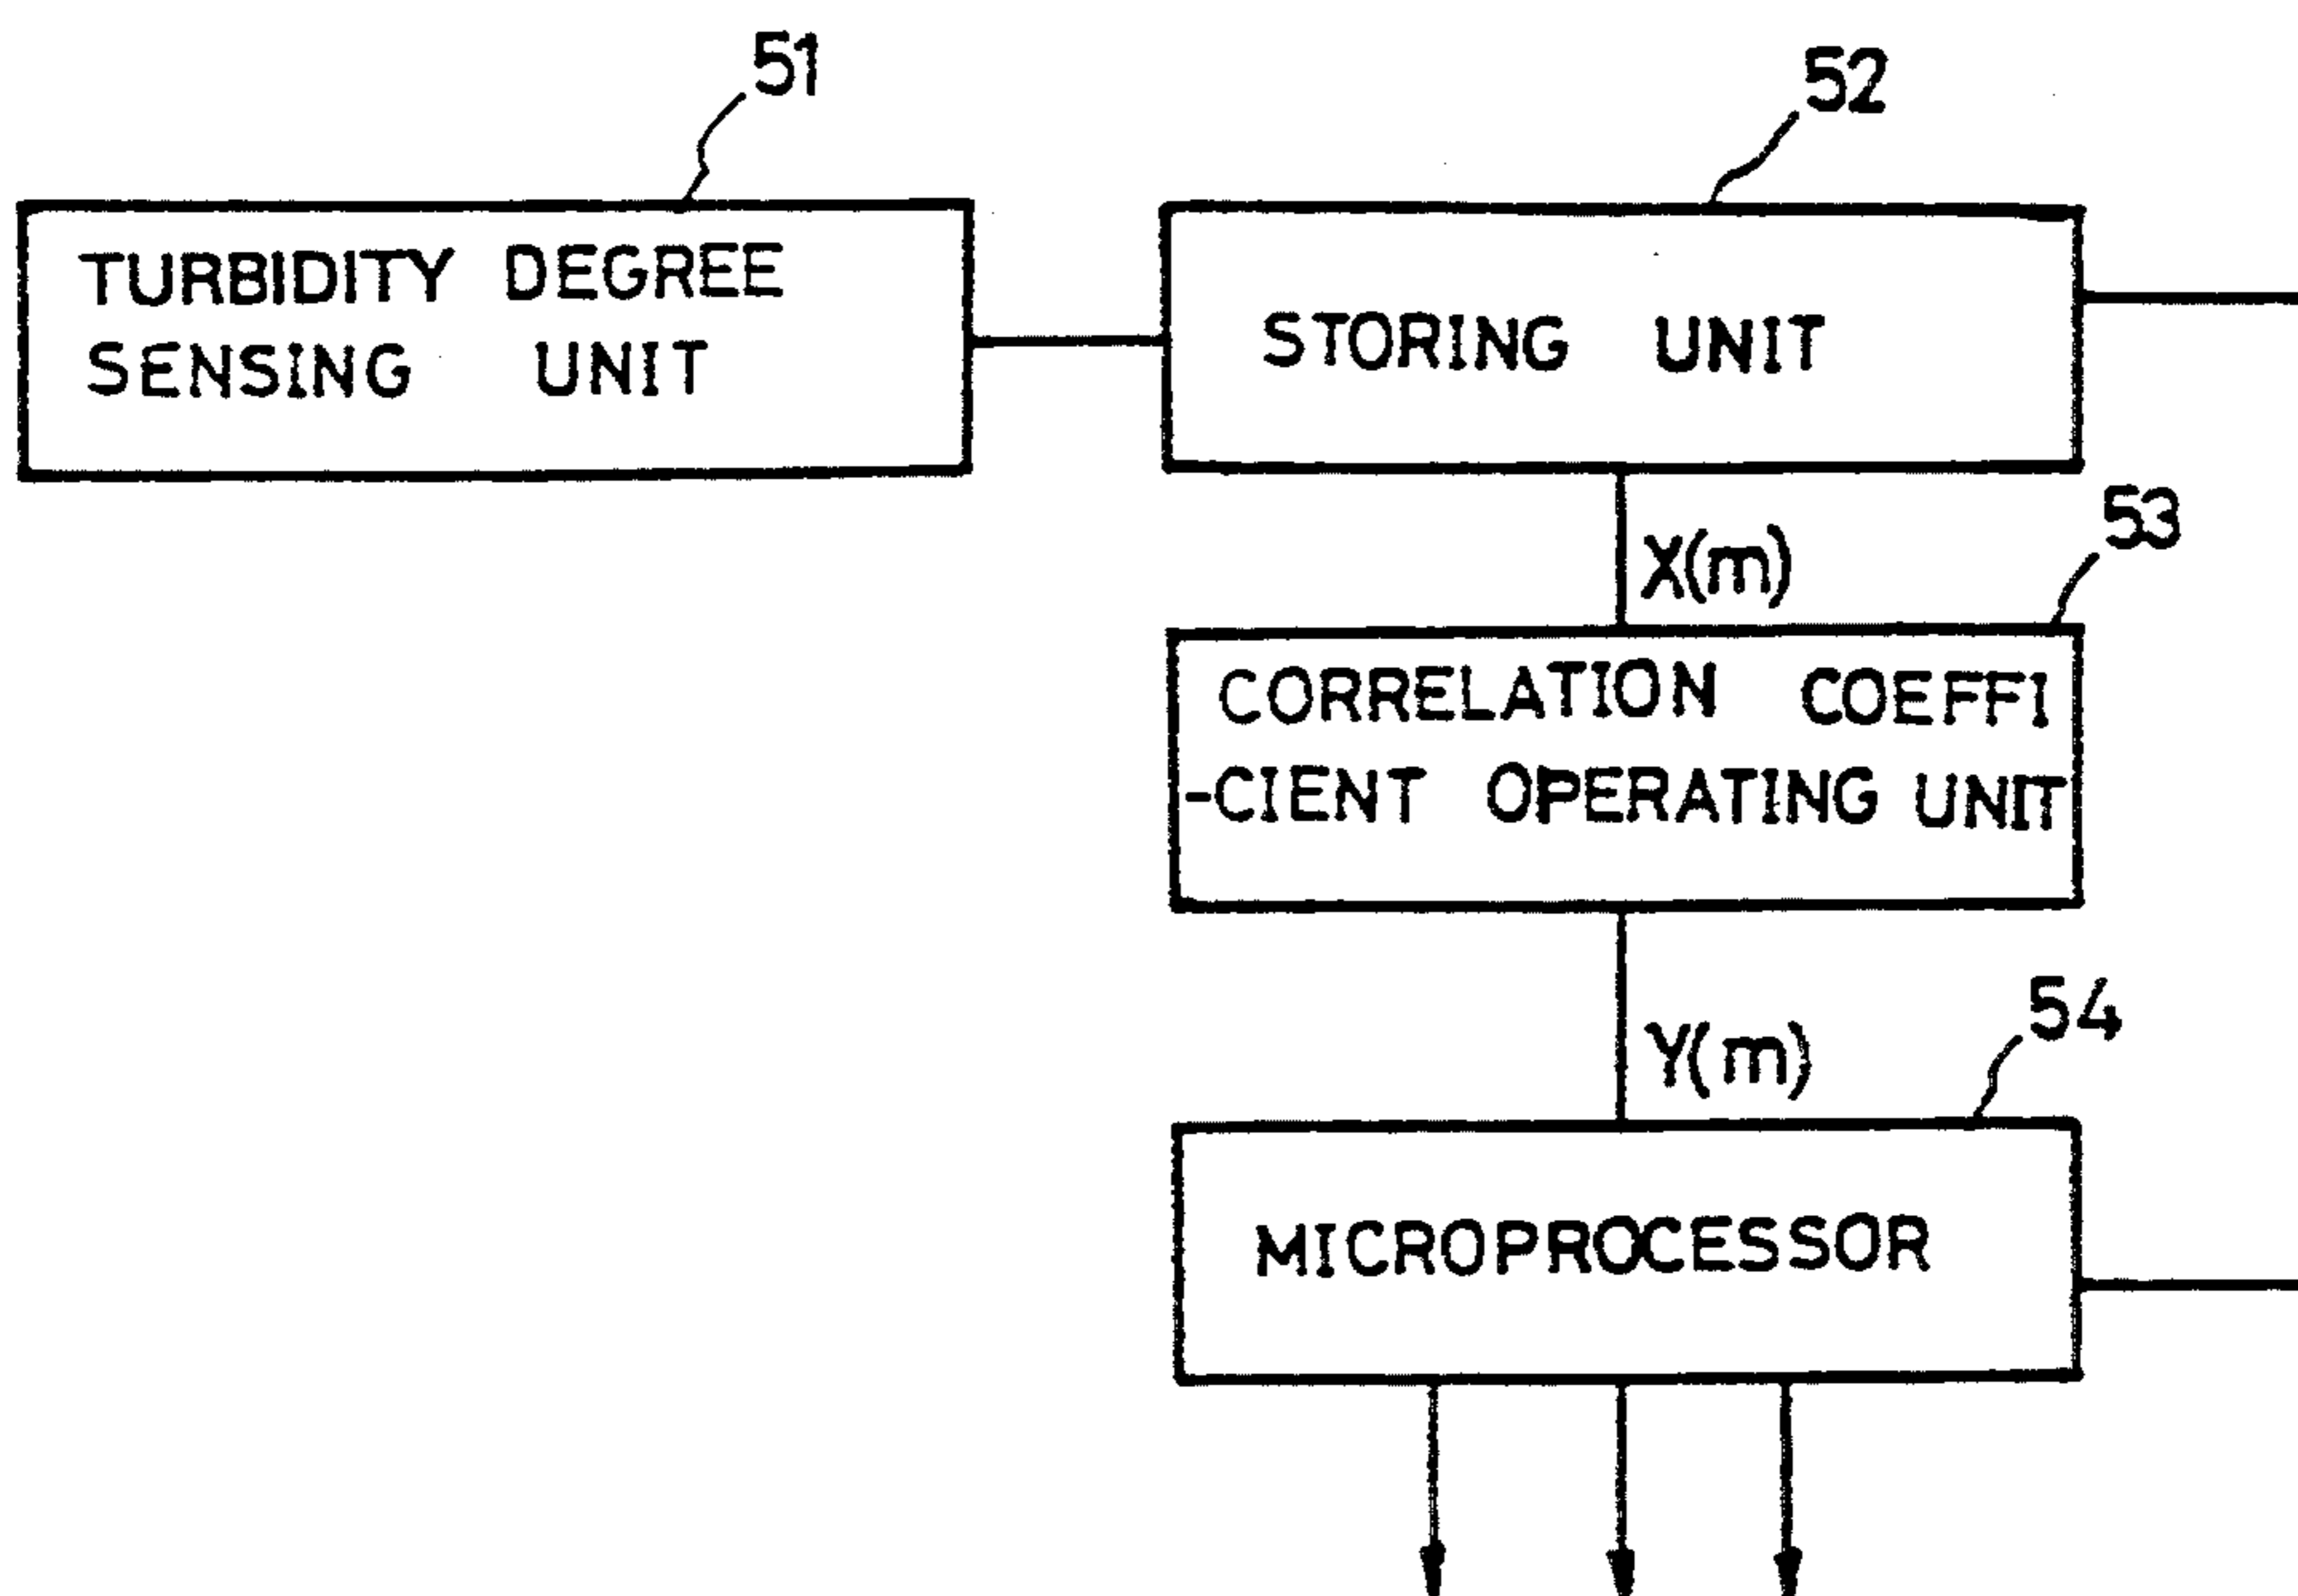 51
52
TURBIDITY DEGREE
SENSING UNIT
STORING UNIT
X(m)
53
CORRELATION COEFFI
-CIENT OPERATING UNIT
Y(m)
54
MICROPROCESSOR